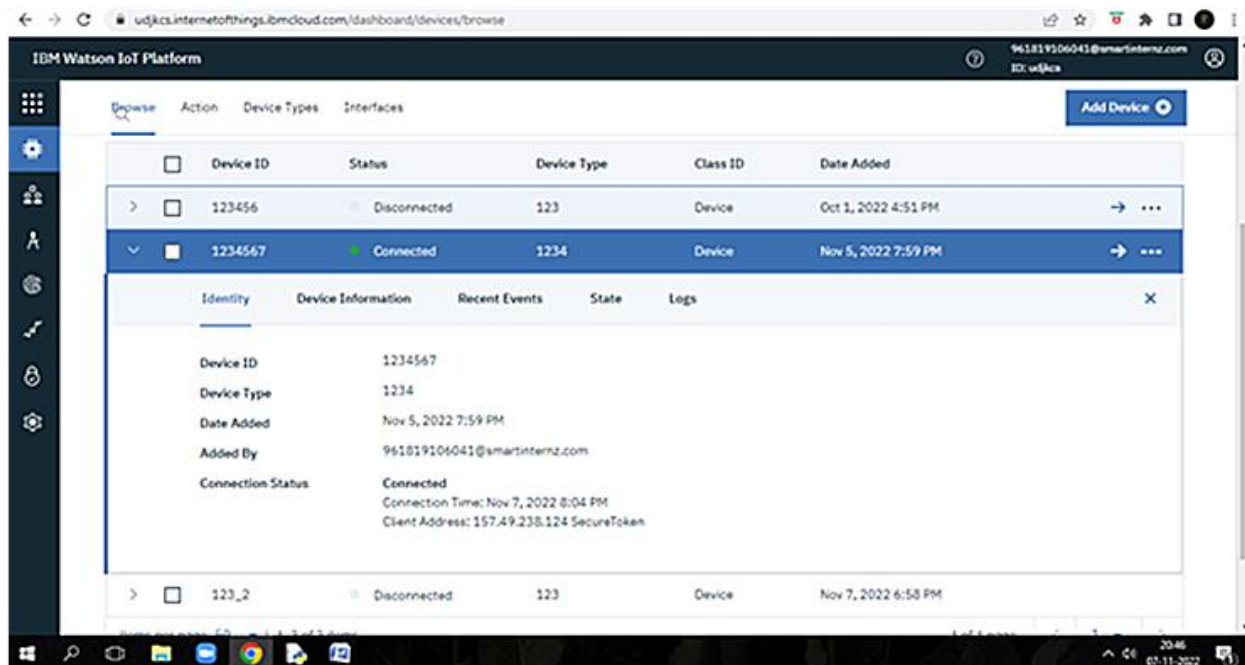 udjkcs.internetofthings.ibmcloud.com/dashboard/devices/browse
IBM Watson IoT Platform
961819106041@smartinternz.com
ID: udjkcs
Browse Action Device Types Interfaces
Add Device
Device ID Status Device Type Class ID Date Added
123456 Disconnected 123 Device Oct 1, 2022 4:51 PM
1234567 Connected 1234 Device Nov 5, 2022 7:59 PM
Identity Device Information Recent Events State Logs
Device ID 1234567
Device Type 1234
Date Added Nov 5, 2022 7:59 PM
Added By 961819106041@smartinternz.com
Connection Status Connected
Connection Time: Nov 7, 2022 8:04 PM
Client Address: 157.49.238.124 SecureToken
123_2 Disconnected 123 Device Nov 7, 2022 6:58 PM
20:46
07-11-2022